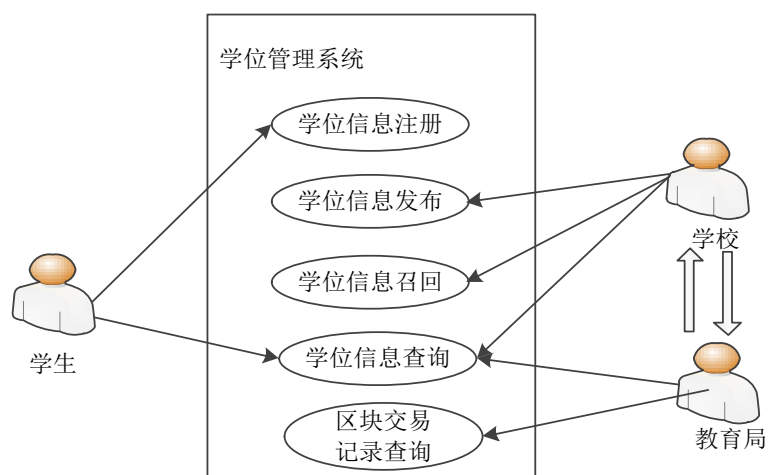 学位管理系统
学位信息注册
学位信息发布
学校
学位信息召回
学位信息查询
学生
区块交易
记录查询
教育局